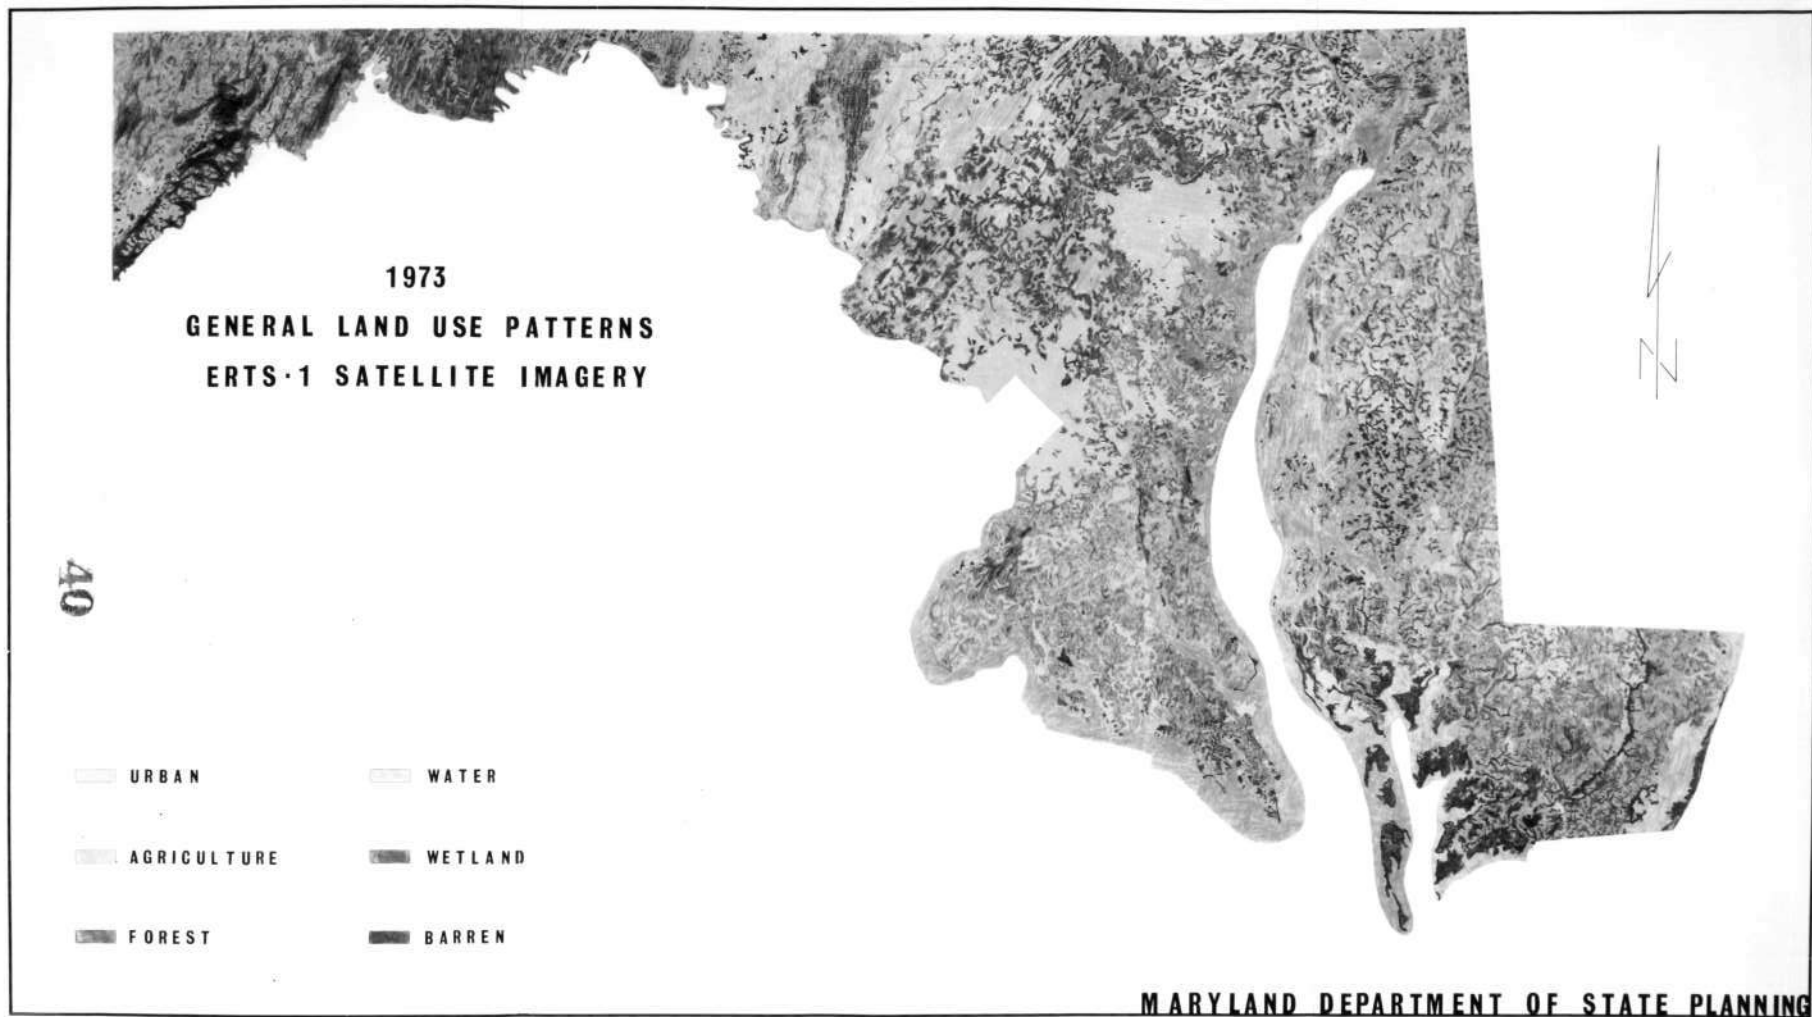 1973
GENERAL LAND USE PATTERNS
ERTS·1 SATELLITE IMAGERY
N
40
URBAN
WATER
AGRICULTURE
WETLAND
FOREST
BARREN
MARYLAND DEPARTMENT OF STATE PLANNING